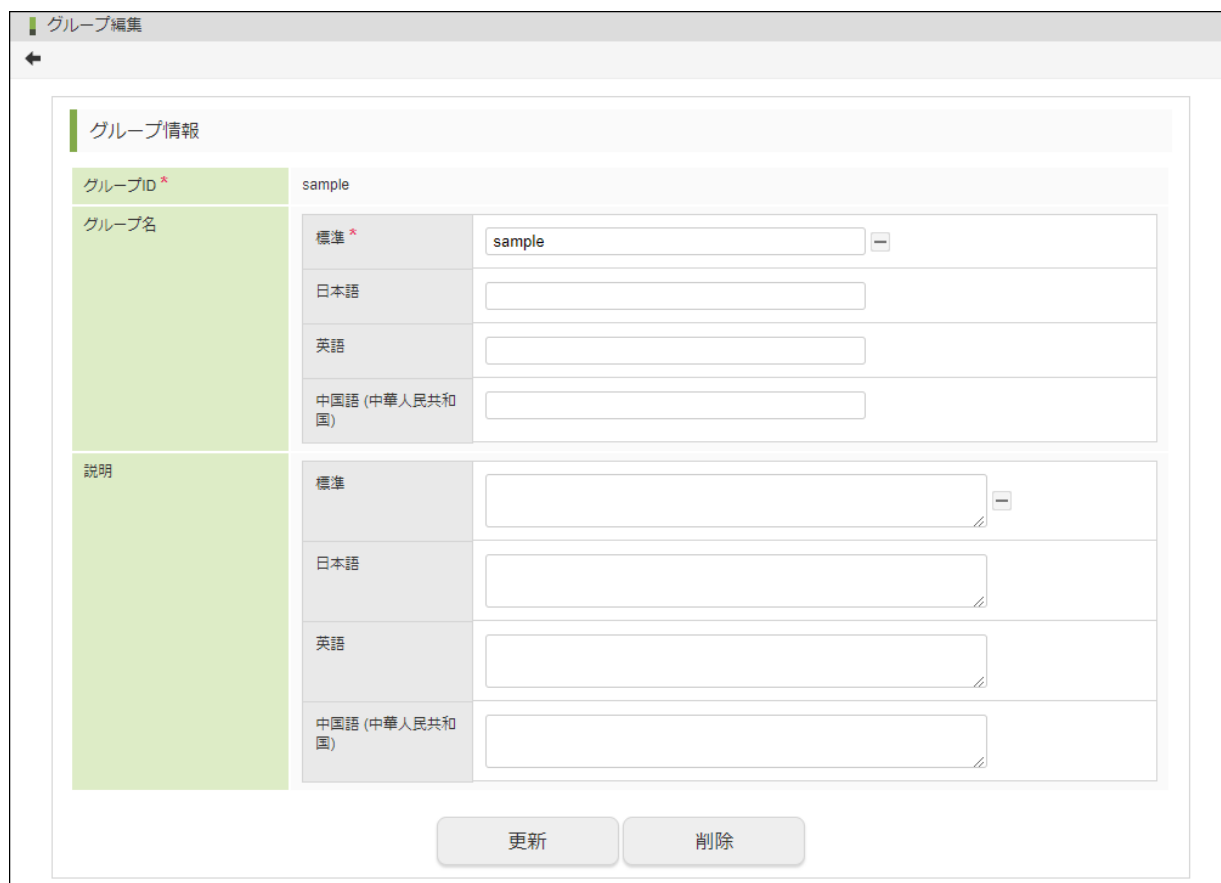 グループ編集
グループ情報
グループID *
sample
グループ名
標準 *
sample
日本語
英語
中国語 (中華人民共和
国)
説明
標準
日本語
英語
中国語 (中華人民共和
国)
更新
削除